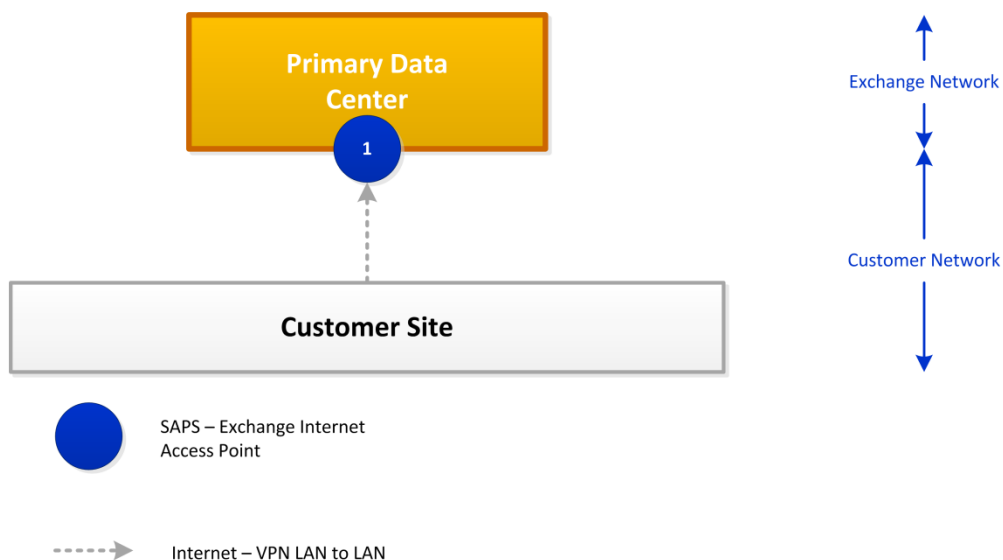 Primary Data
Center
1
Exchange Network
Customer Network
Customer Site
SAPS – Exchange Internet
Access Point
Internet – VPN LAN to LAN